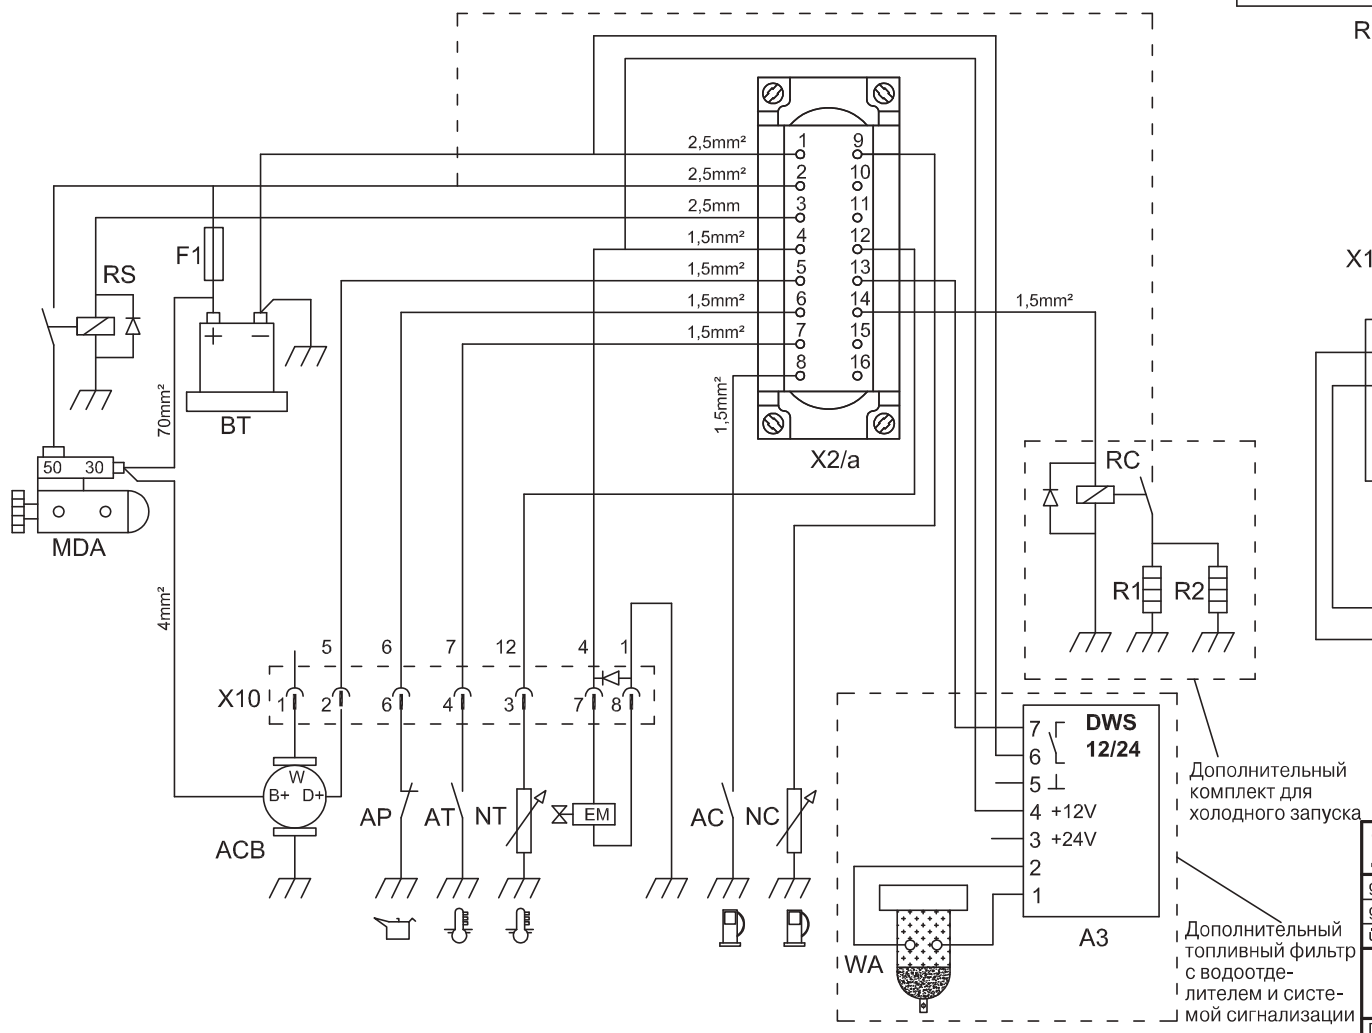 R
2,5mm²
1
9
2,5mm²
2
10
2,5mm
3
11
1,5mm²
4
12
F1
X1
RS
1,5mm²
5
13
1,5mm²
6
14
1,5mm²
1,5mm²
7
15
8
16
+
−
70mm²
BT
1,5mm²
X2/a
50
30
RC
MDA
R1
R2
4mm²
5
6
7
12
4
1
X10
1
2
6
4
3
7
8
7
DWS
12/24
6
5
4 +12V
3 +24V
2
1
W
B+ D+
ACB
AP
AT
NT
EM
AC
NC
WA
A3
Дополнительный
комплект для
холодного запуска
Дополнительный
топливный фильтр
с водоотде-
лителем и систе-
мой сигнализации